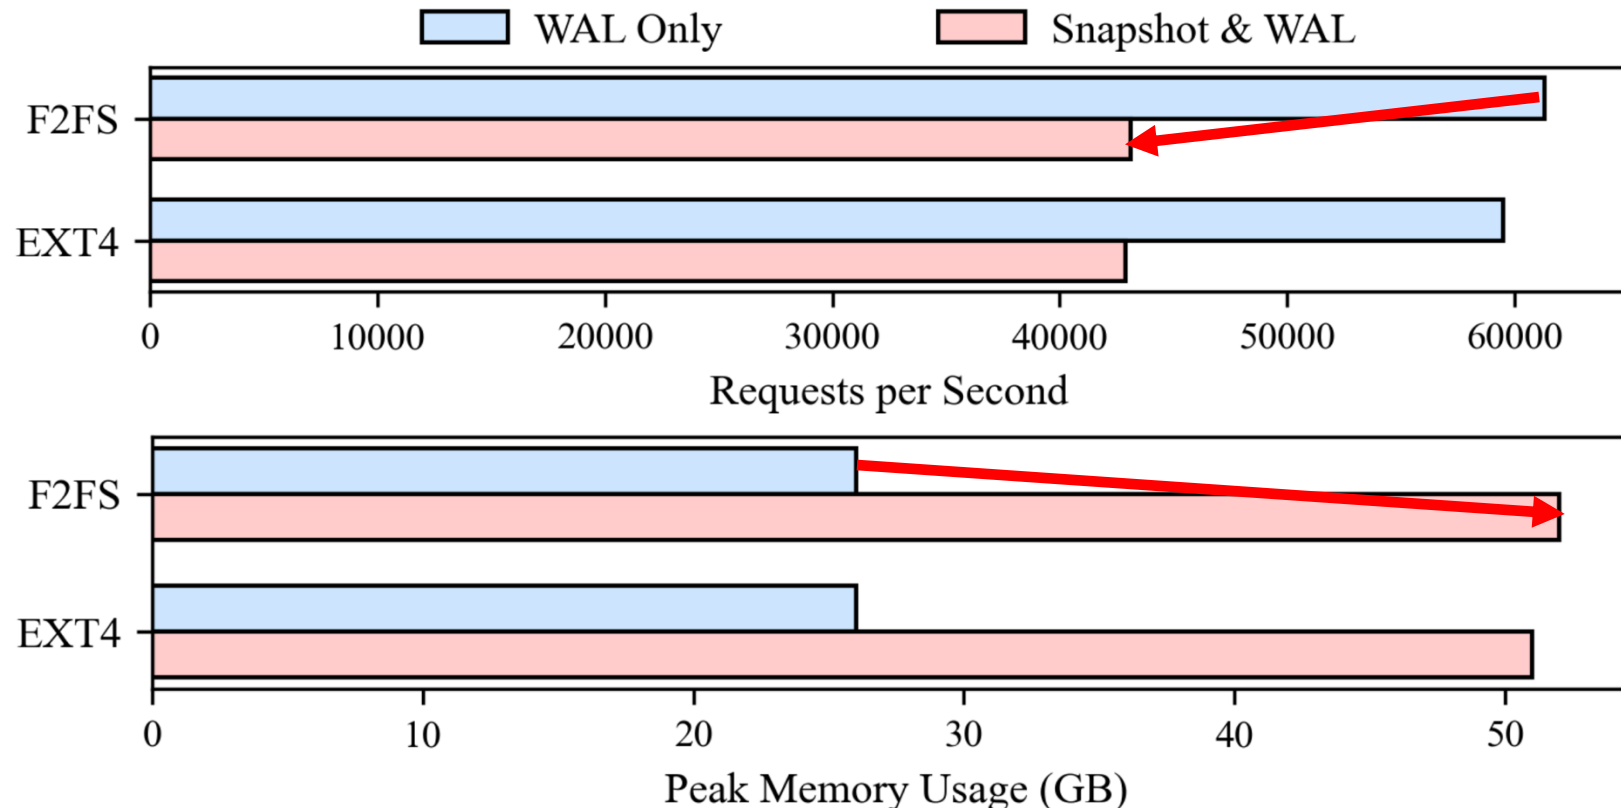 WAL Only Snapshot & WAL
F2FS
EXT4
0 10000 20000 30000 40000 50000 60000
Requests per Second
F2FS
EXT4
0 10 20 30 40 50
Peak Memory Usage (GB)